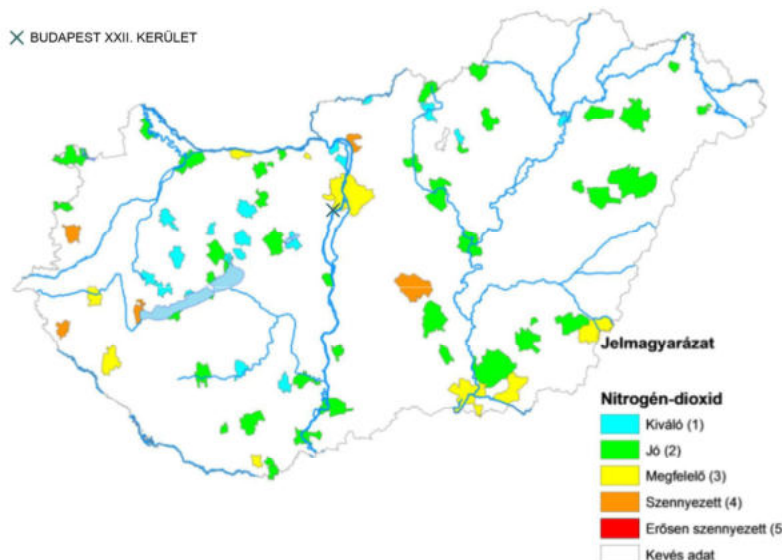 BUDAPEST XXII. KERÜLET
Jelmagyarázat
Nitrogén-dioxid
Kiváló (1)
Jó (2)
Megfelelő (3)
Szennyezett (4)
Erősen szennyezett (5
Kevés adat